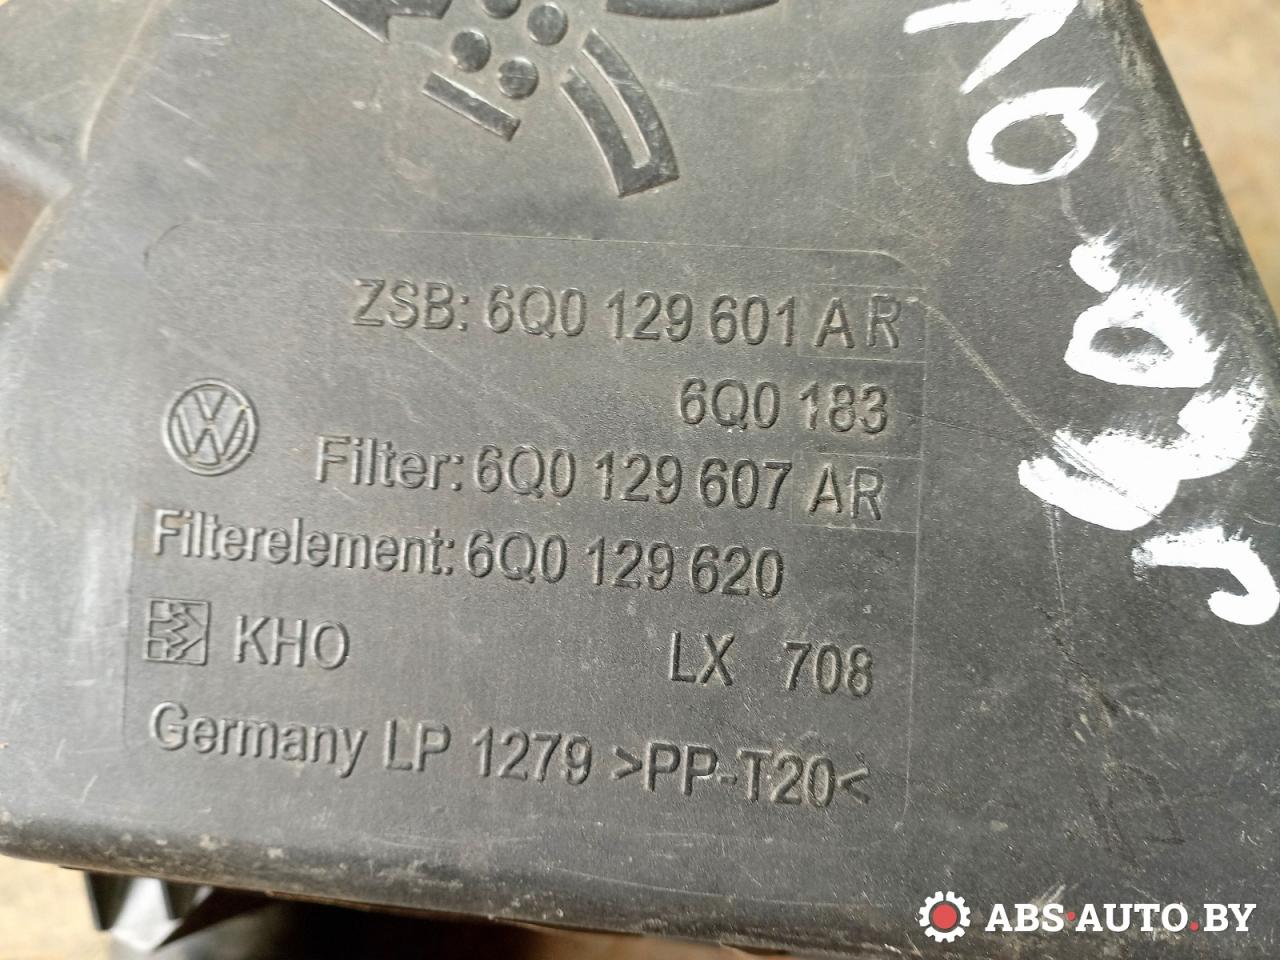 ZSB: 6Q0 129 601 AR
6Q0 183
Filter: 6Q0 129 607 AR
Filterelement: 6Q0 129 620
KHO LX 708
Germany LP 1279 >PP-T20<
ABS·AUTO.BY